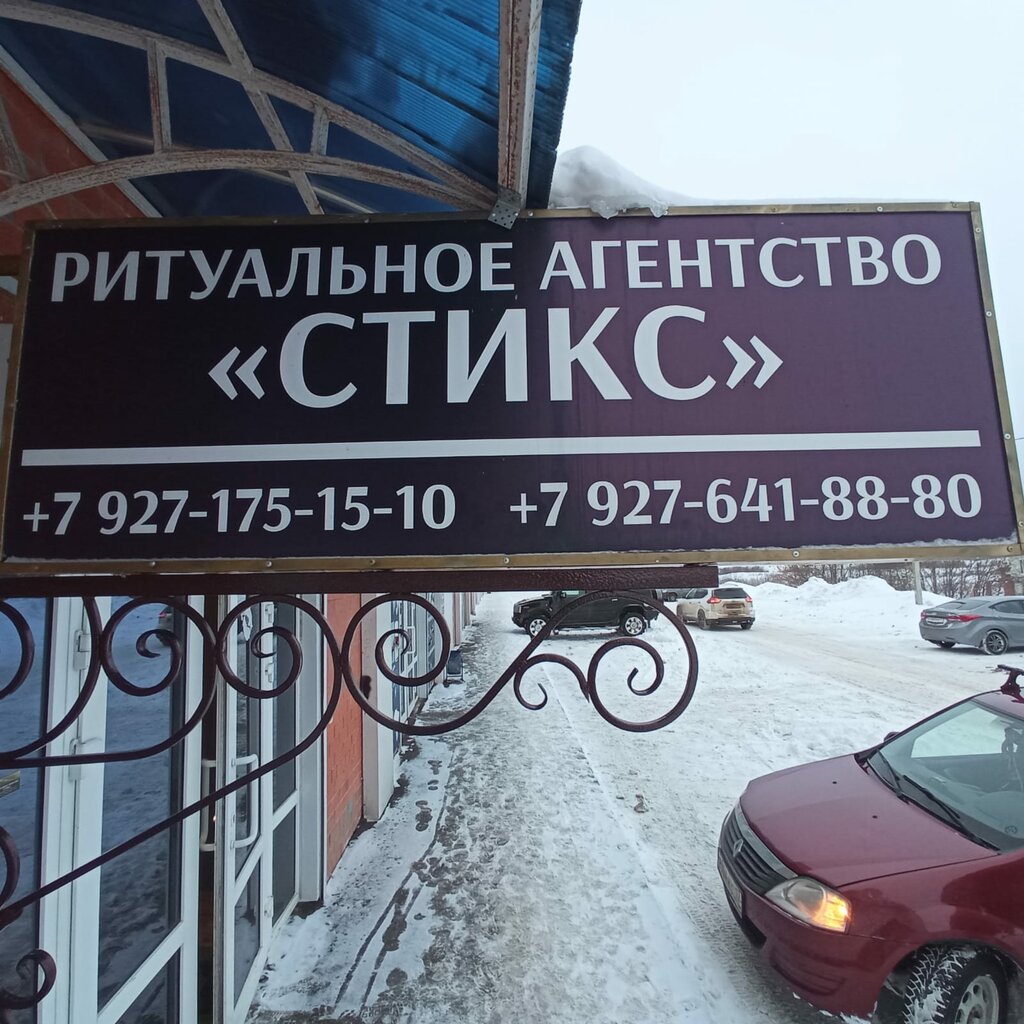 РИТУАЛЬНОЕ АГЕНТСТВО
«СТИКС»
+7 927-175-15-10 +7 927-641-88-80